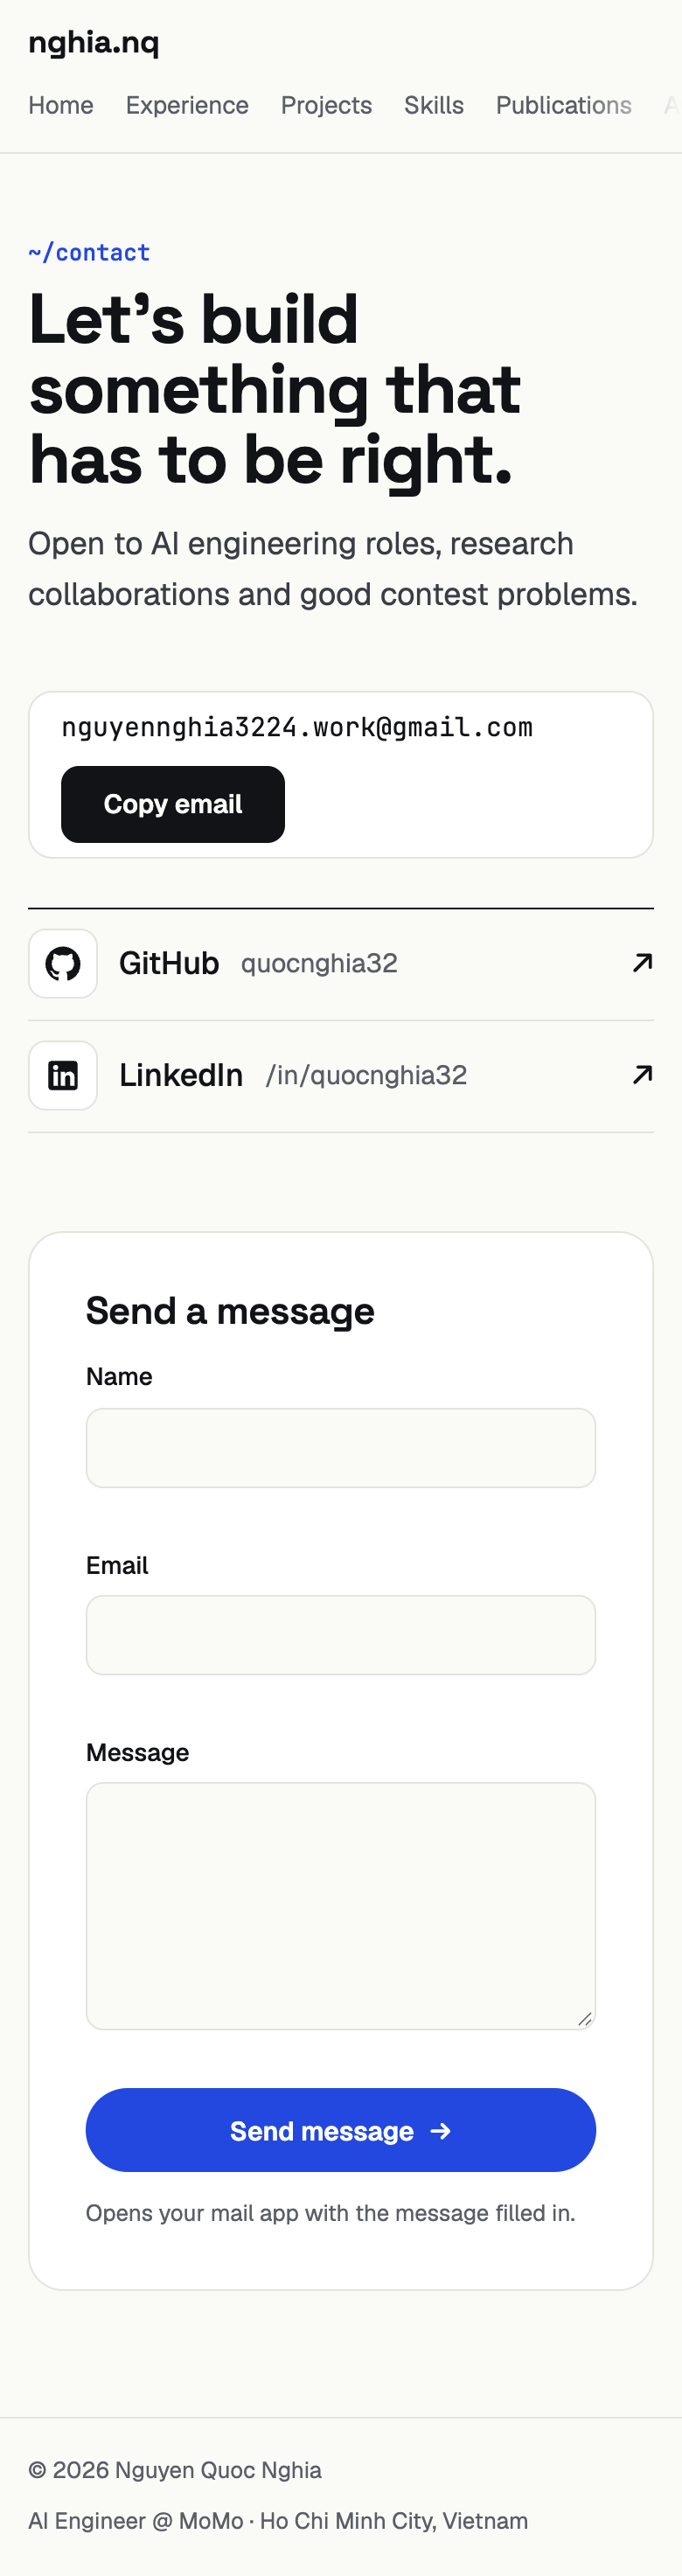 nghia.nq
Home Experience Projects Skills Publications
~/contact
Let’s build
something that
has to be right.
Open to AI engineering roles, research
collaborations and good contest problems.
nguyennghia3224.work@gmail.com
Copy email
GitHub quocnghia32
LinkedIn /in/quocnghia32
Send a message
Name
Email
Message
Send message →
Opens your mail app with the message filled in.
© 2026 Nguyen Quoc Nghia
AI Engineer @ MoMo · Ho Chi Minh City, Vietnam